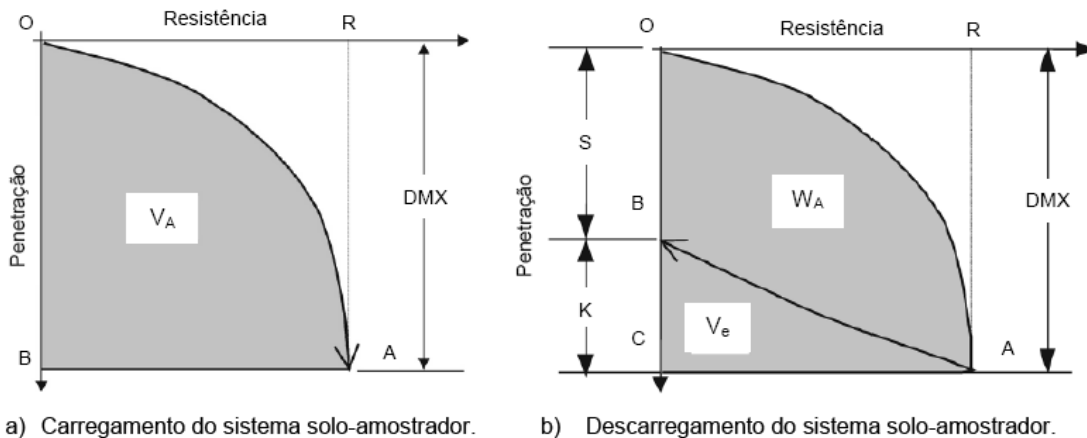 O Resistência R
Penetração
V_A
DMX
B
A
a) Carregamento do sistema solo-amostrador.
O Resistência R
Penetração
S
B
W_A
DMX
K
V_e
C
A
b) Descarregamento do sistema solo-amostrador.